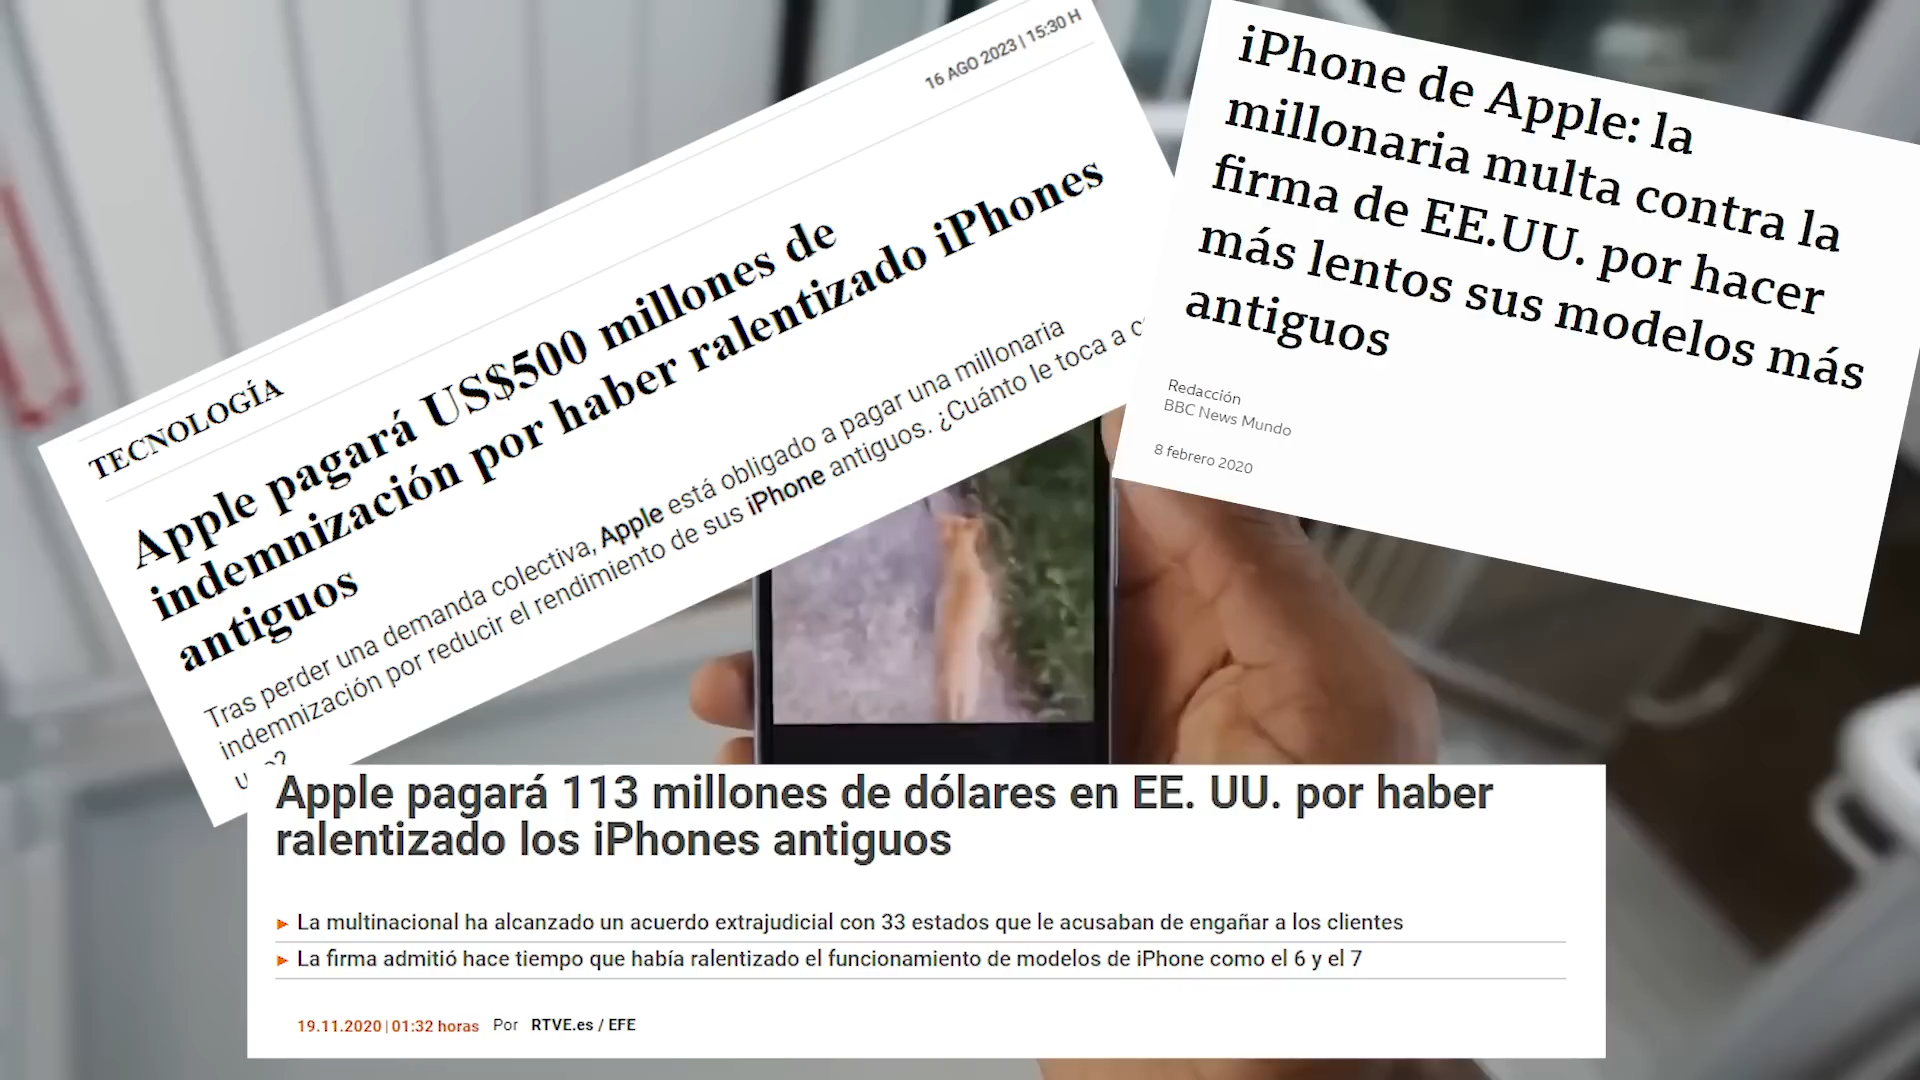 16 AGO 2023 | 15:30 H
TECNOLOGÍA
Apple pagará US$500 millones de
indemnización por haber ralentizado iPhones
antiguos
Tras perder una demanda colectiva, Apple está obligado a pagar una millonaria
indemnización por reducir el rendimiento de sus iPhone antiguos. ¿Cuánto le toca a
iPhone de Apple: la
millonaria multa contra la
firma de EE.UU. por hacer
más lentos sus modelos más
antiguos
Redacción
BBC News Mundo
8 febrero 2020
Apple pagará 113 millones de dólares en EE. UU. por haber
ralentizado los iPhones antiguos
► La multinacional ha alcanzado un acuerdo extrajudicial con 33 estados que le acusaban de engañar a los clientes
► La firma admitió hace tiempo que había ralentizado el funcionamiento de modelos de iPhone como el 6 y el 7
19.11.2020 | 01:32 horas Por RTVE.es / EFE